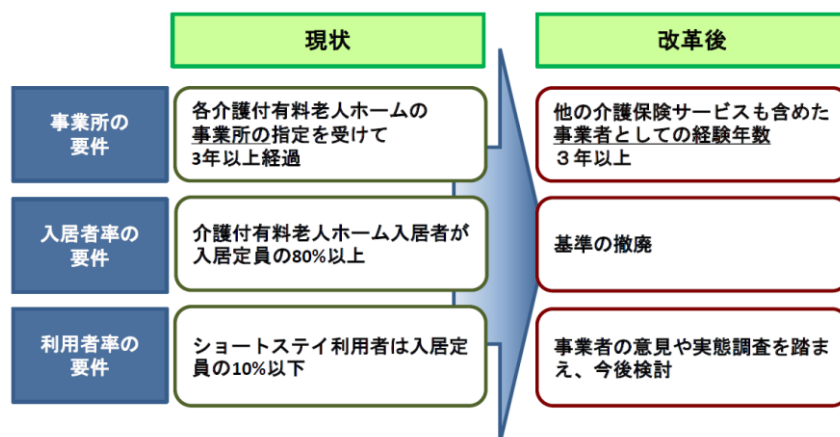 現状
改革後
事業所の
要件
各介護付有料老人ホームの
事業所の指定を受けて
3年以上経過
他の介護保険サービスも含めた
事業者としての経験年数
３年以上
入居者率の
要件
介護付有料老人ホーム入居者が
入居定員の80%以上
基準の撤廃
利用者率の
要件
ショートステイ利用者は入居定
員の10%以下
事業者の意見や実態調査を踏ま
え、今後検討